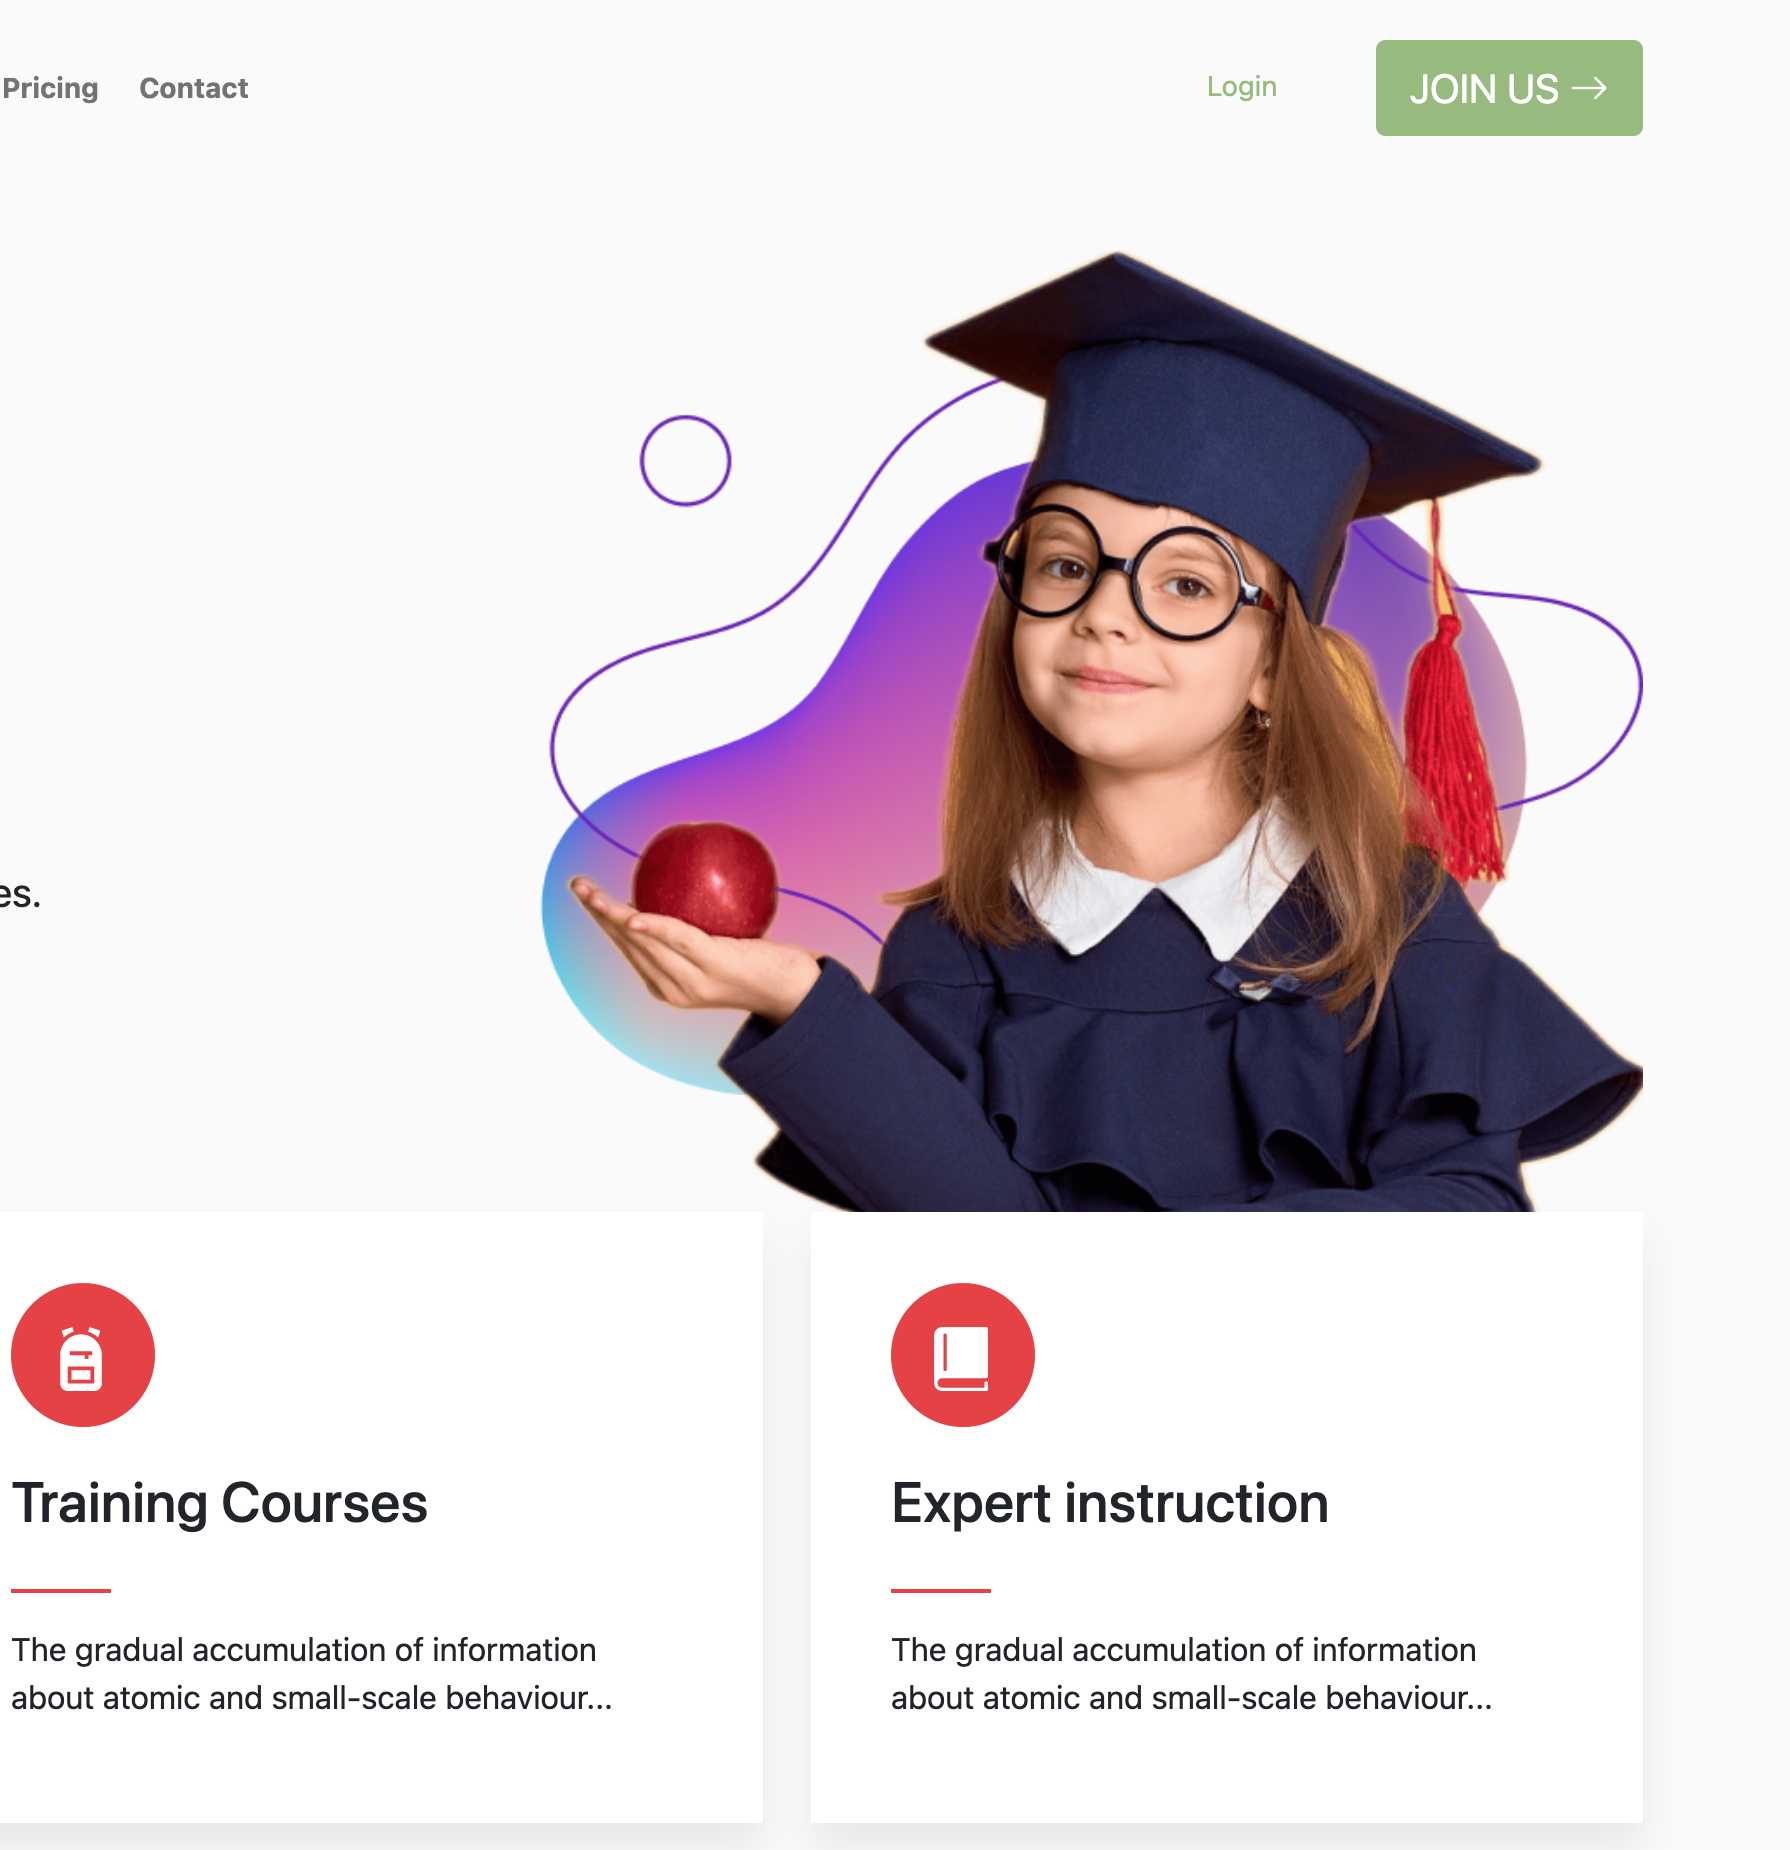 Pricing Contact Login JOIN US →
es.
Training Courses
The gradual accumulation of information
about atomic and small-scale behaviour...
Expert instruction
The gradual accumulation of information
about atomic and small-scale behaviour...